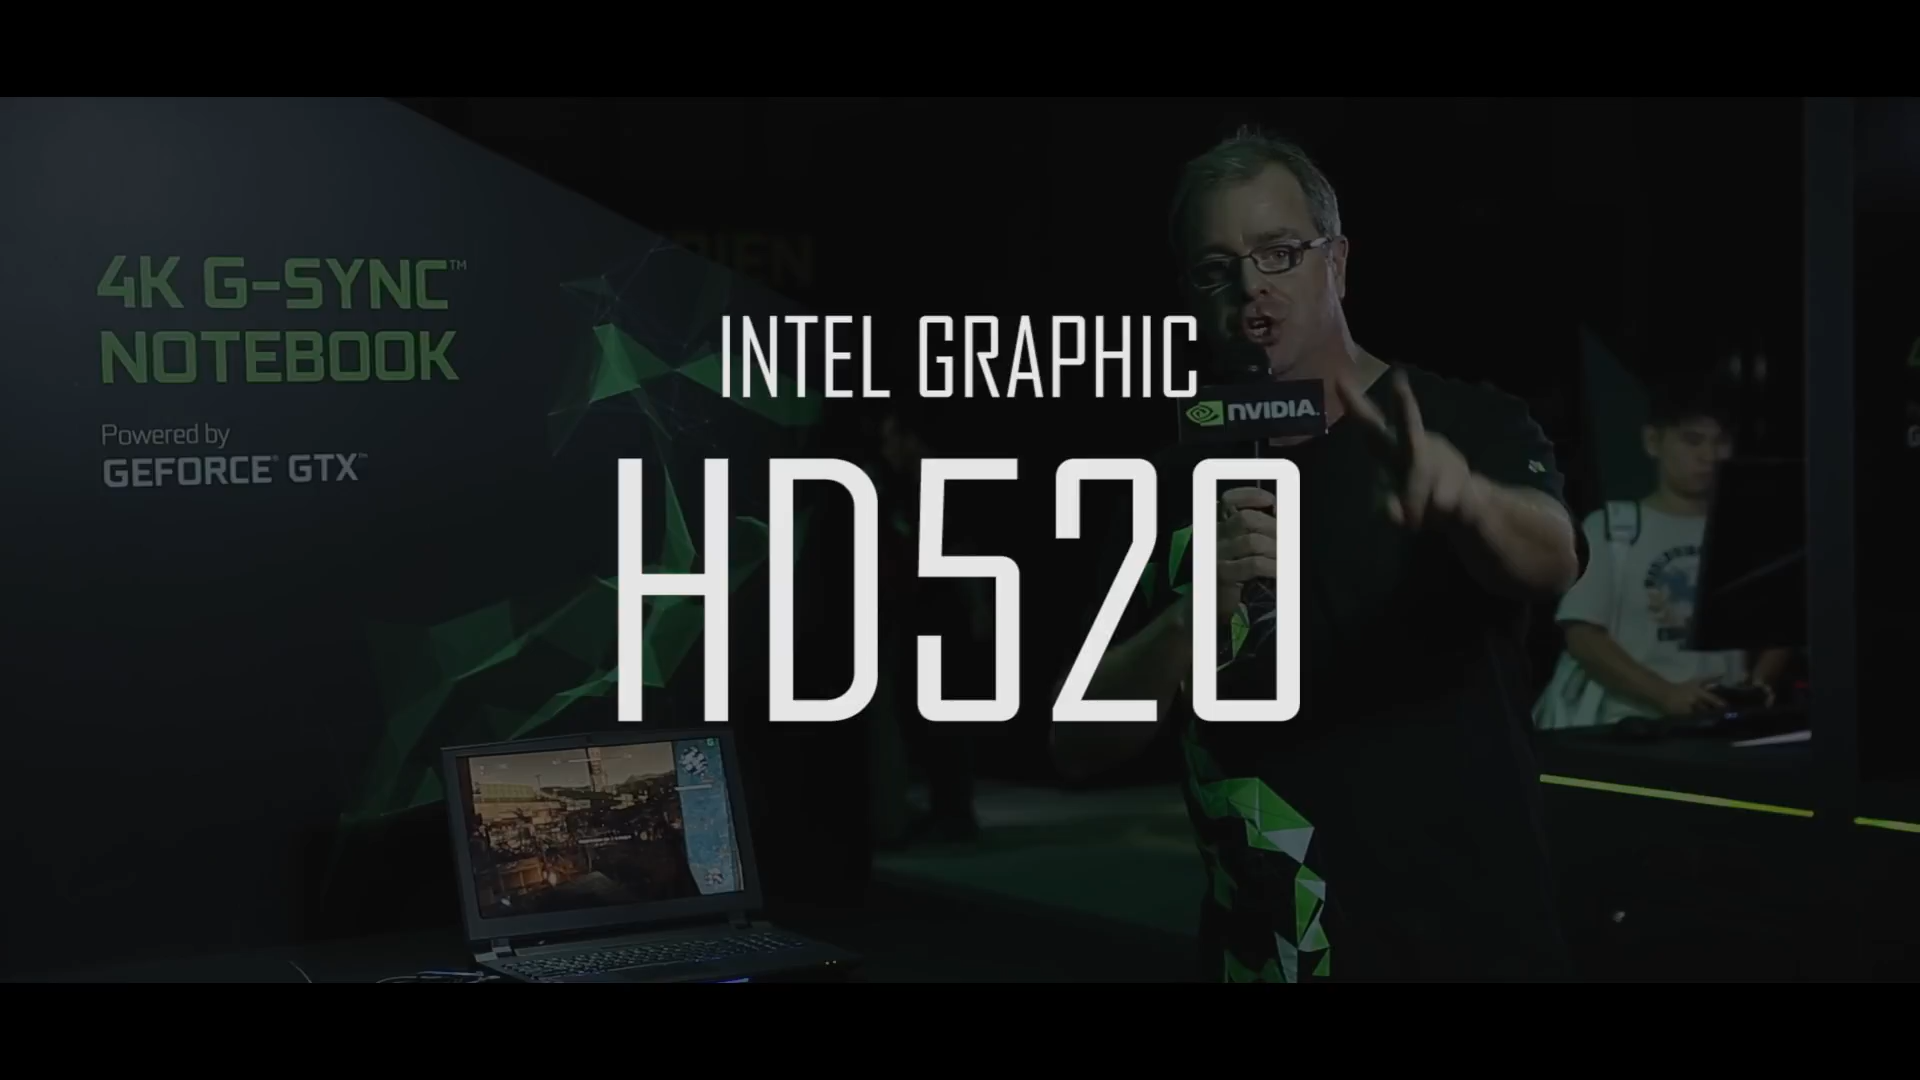 4K G-SYNC™
NOTEBOOK
Powered by
GEFORCE® GTX™
INTEL GRAPHIC
HD520
NVIDIA.